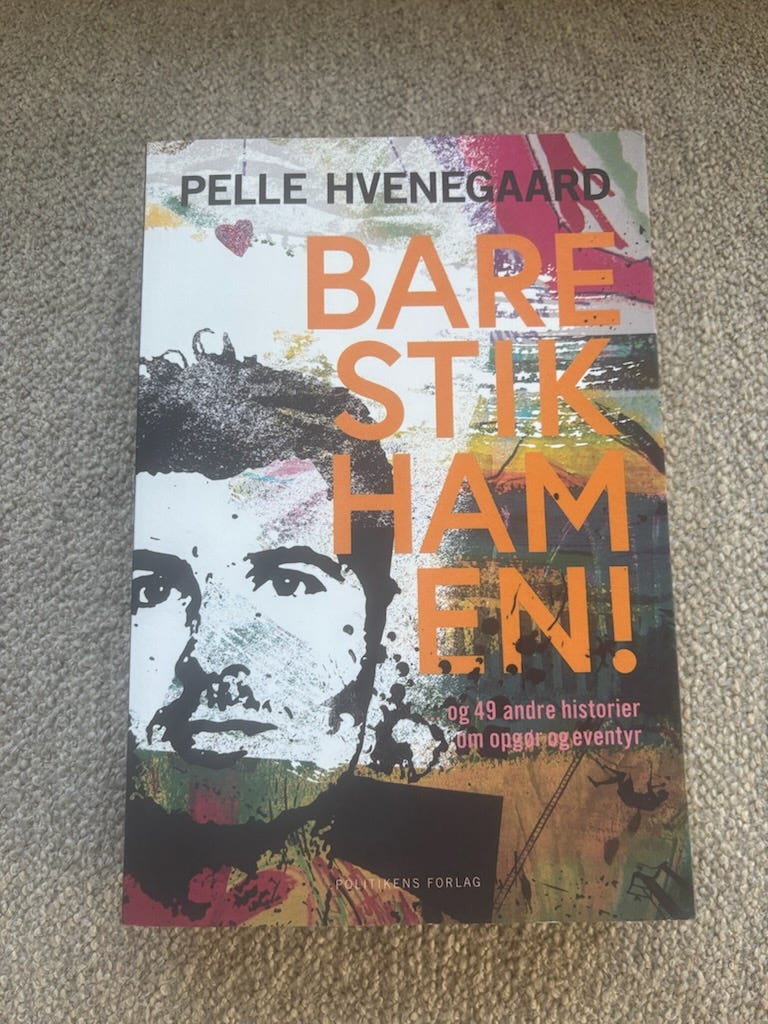 PELLE HVENEGAARD
BARE
STIK
HAM
EN!
og 49 andre historier
om opgør og eventyr
POLITIKENS FORLAG